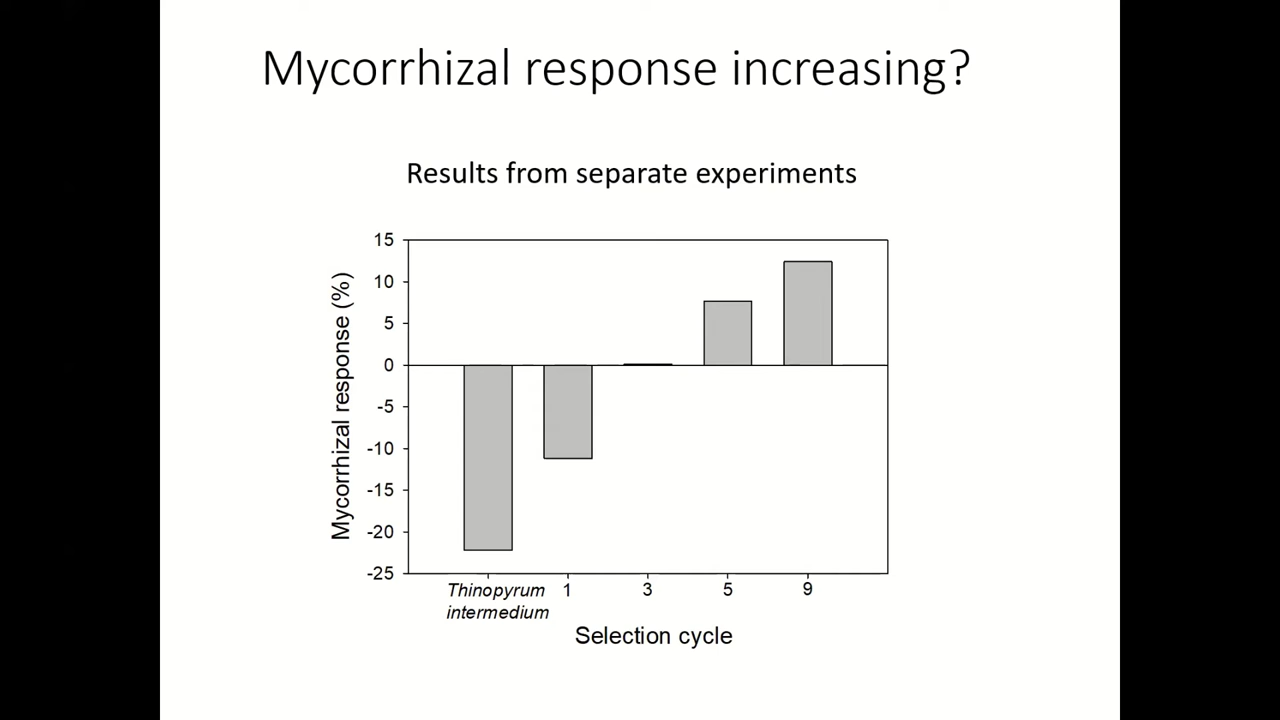 Mycorrhizal response increasing?
Results from separate experiments
Mycorrhizal response (%)
15
10
5
0
-5
-10
-15
-20
-25
Thinopyrum 1 3 5 9
intermedium
Selection cycle